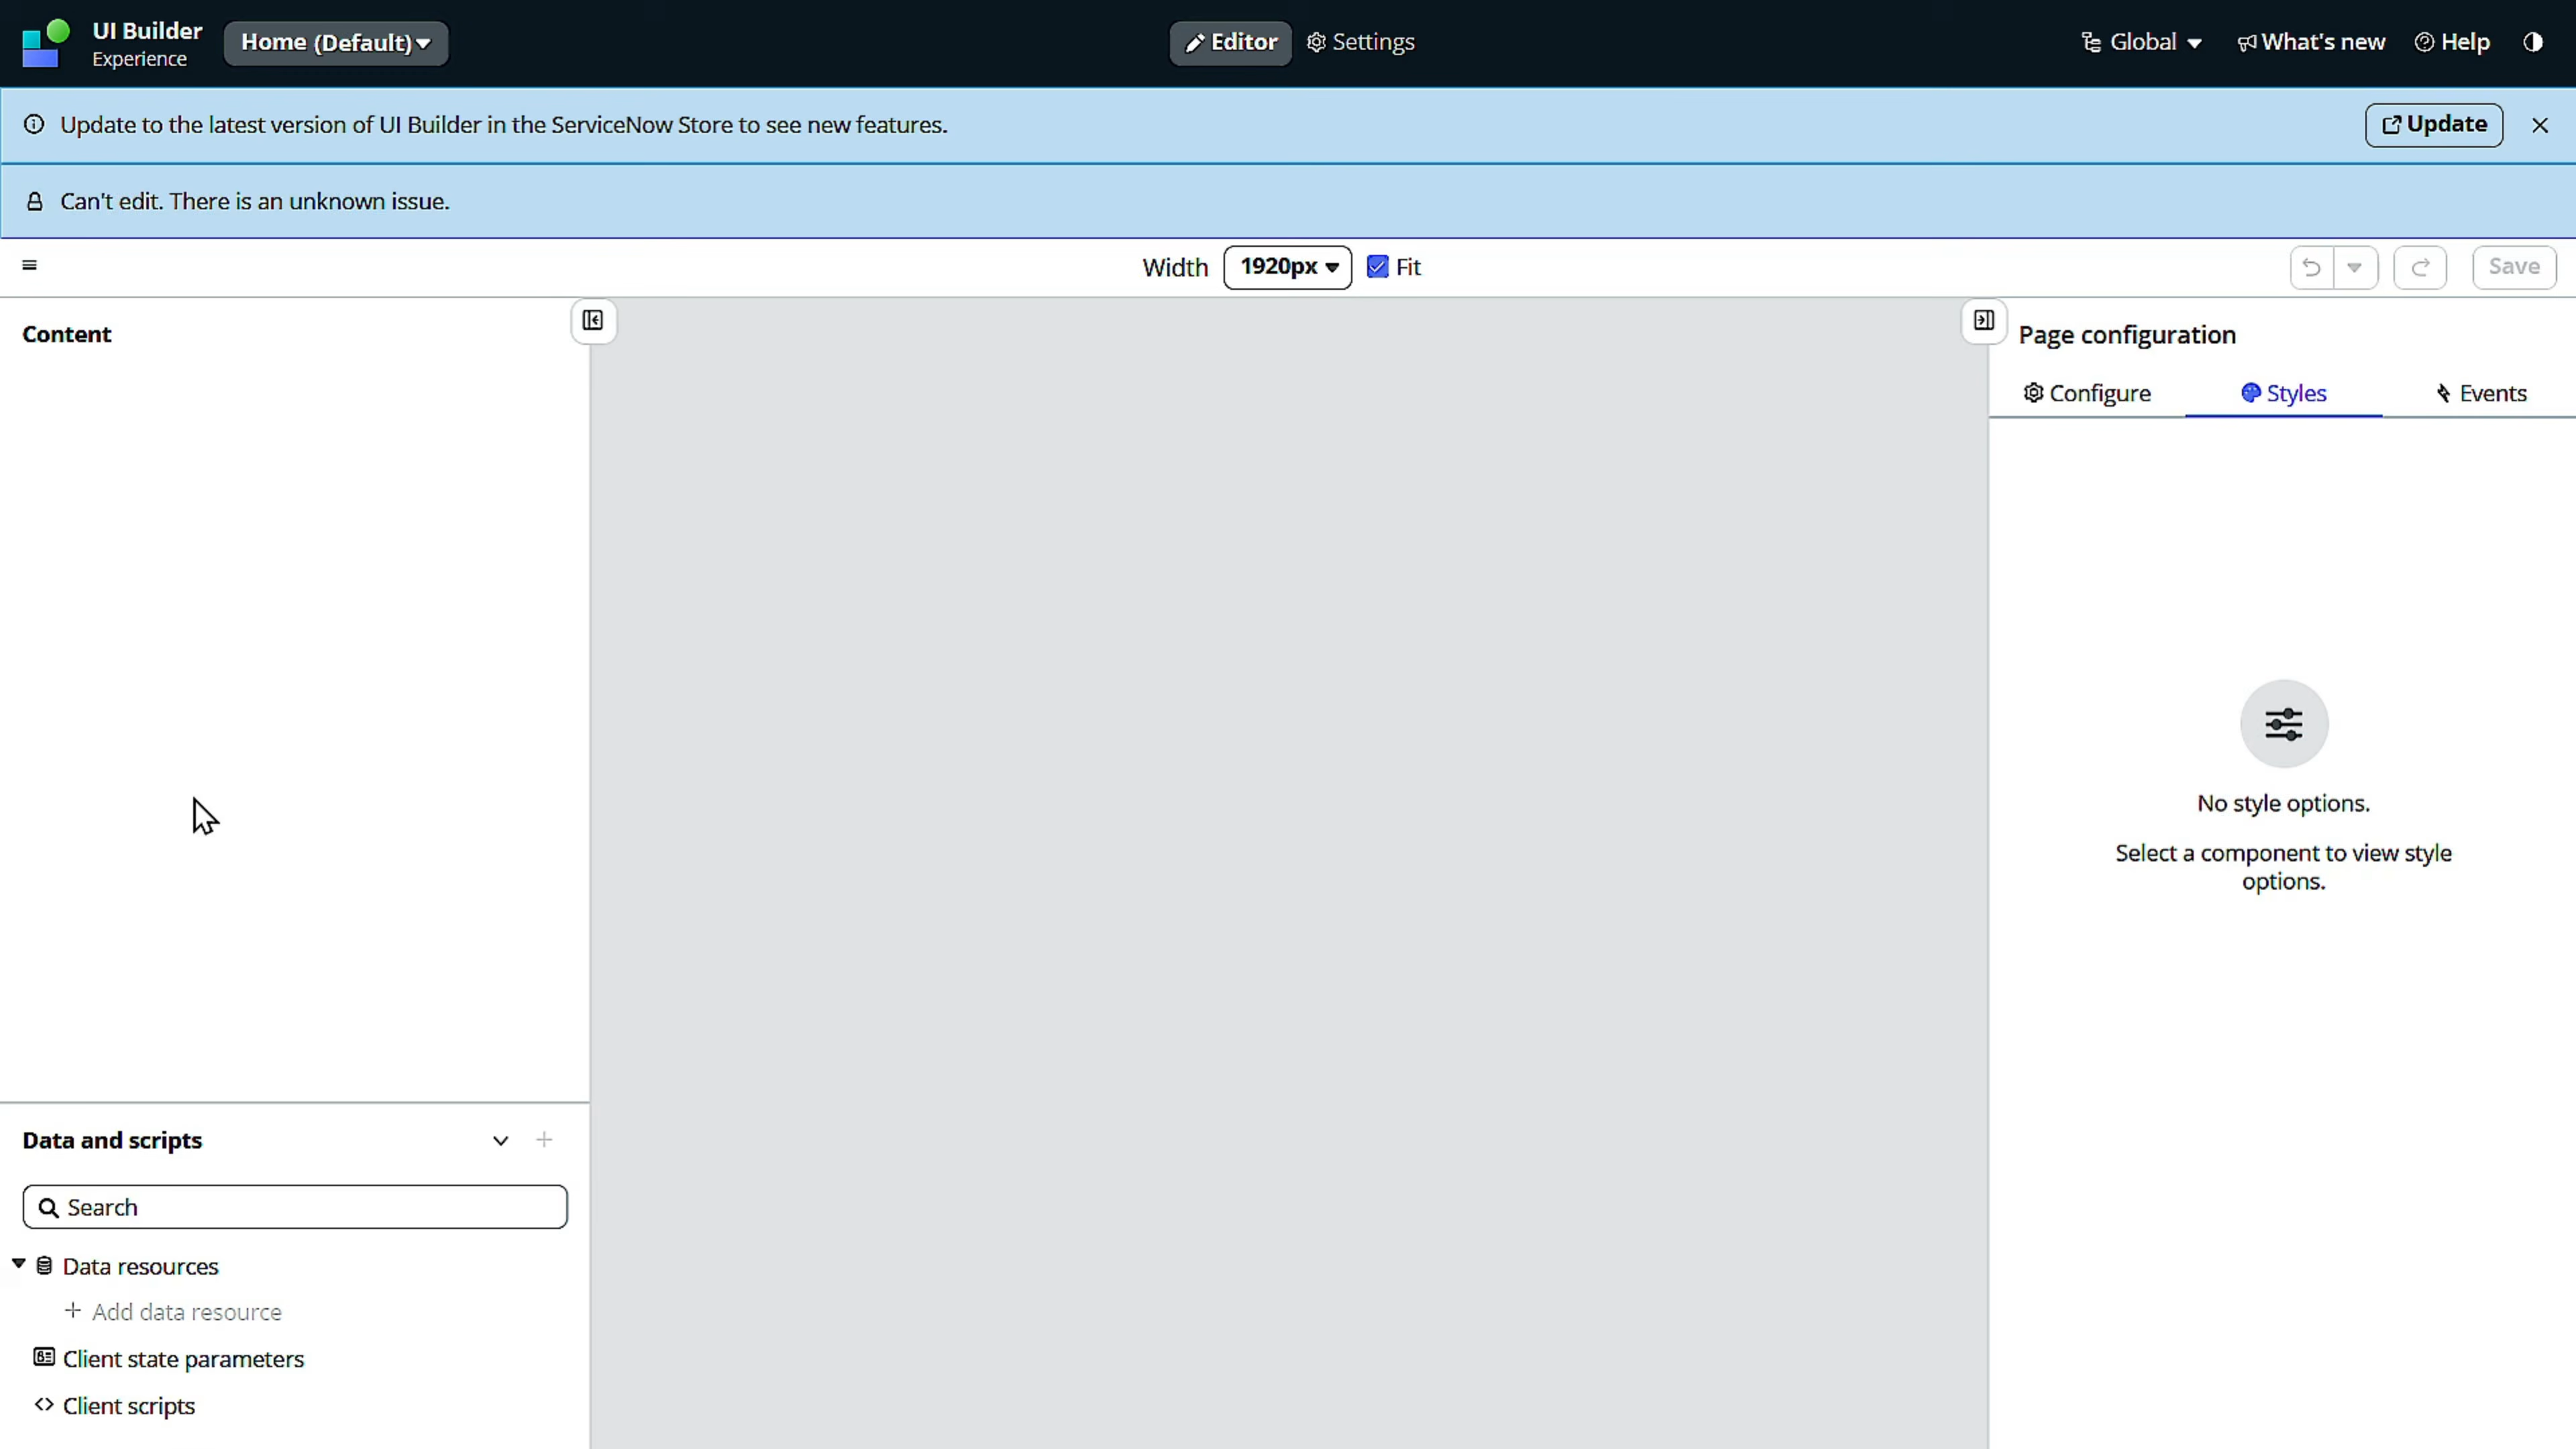 UI Builder
Experience
Home (Default)
Editor
Settings
Global
What's new
Help
Update to the latest version of UI Builder in the ServiceNow Store to see new features.
Update
Can't edit. There is an unknown issue.
Width
1920px
Fit
Save
Content
Page configuration
Configure
Styles
Events
No style options.
Select a component to view style
options.
Data and scripts
Search
Data resources
Add data resource
Client state parameters
Client scripts